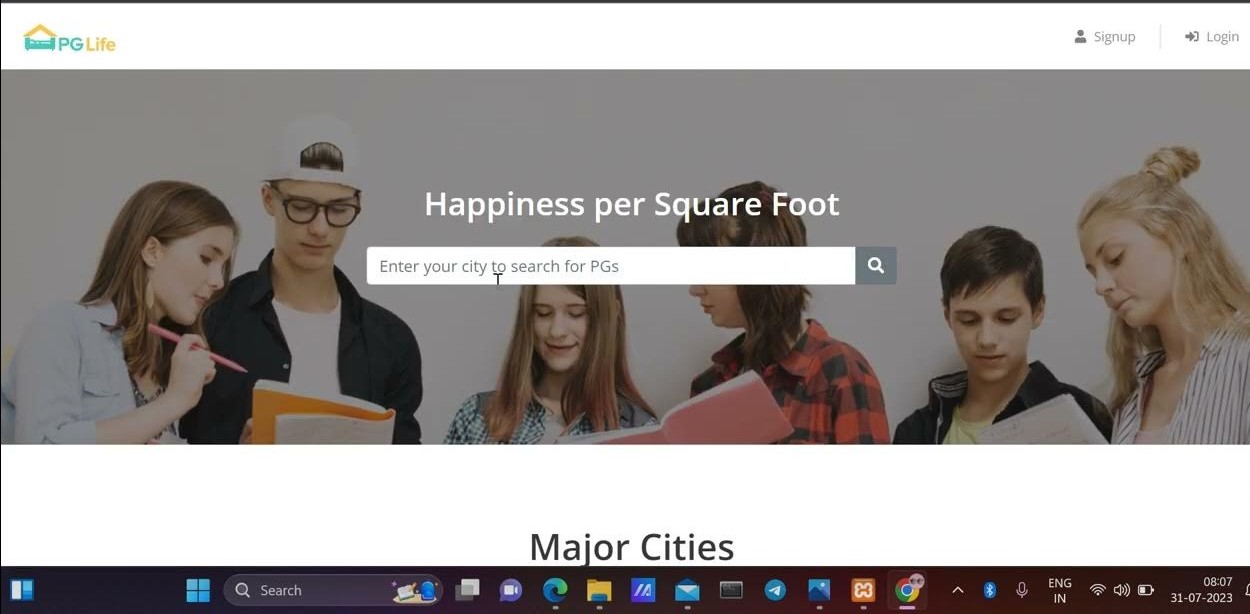 PG Life
Signup
Login
Happiness per Square Foot
Enter your city to search for PGs
Major Cities
Search
ENG
IN
08:07
31-07-2023